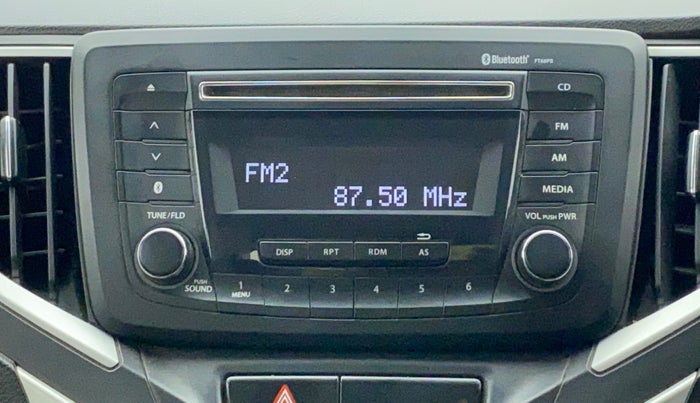 Bluetooth®
CD
FM
AM
MEDIA
FM2
87.50 MHz
TUNE/FLD
VOL PUSH PWR
DISP
RPT
RDM
AS
PUSH
SOUND
1
MENU
2
3
4
5
6